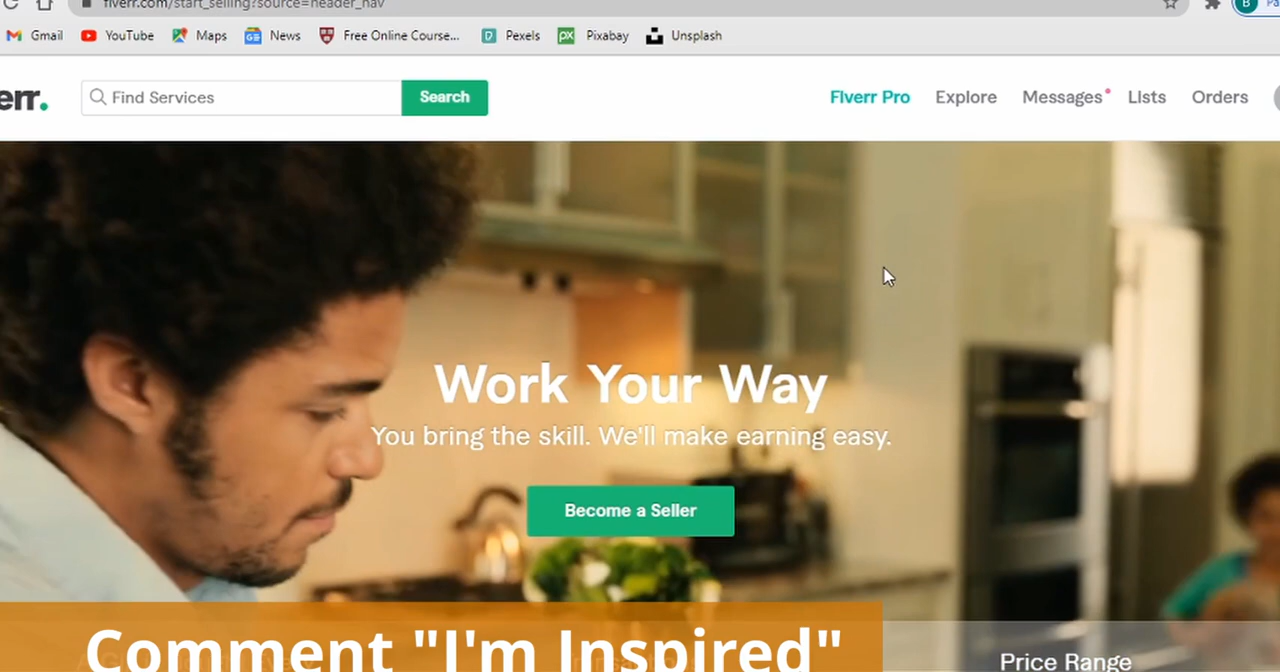 fiverr.com/start_selling?source=header_nav
B Pa
Gmail YouTube Maps News Free Online Course... Pexels Pixabay Unsplash
err. Find Services Search Fiverr Pro Explore Messages Lists Orders
Work Your Way
You bring the skill. We'll make earning easy.
Become a Seller
Comment "I'm Inspired"
Price Range